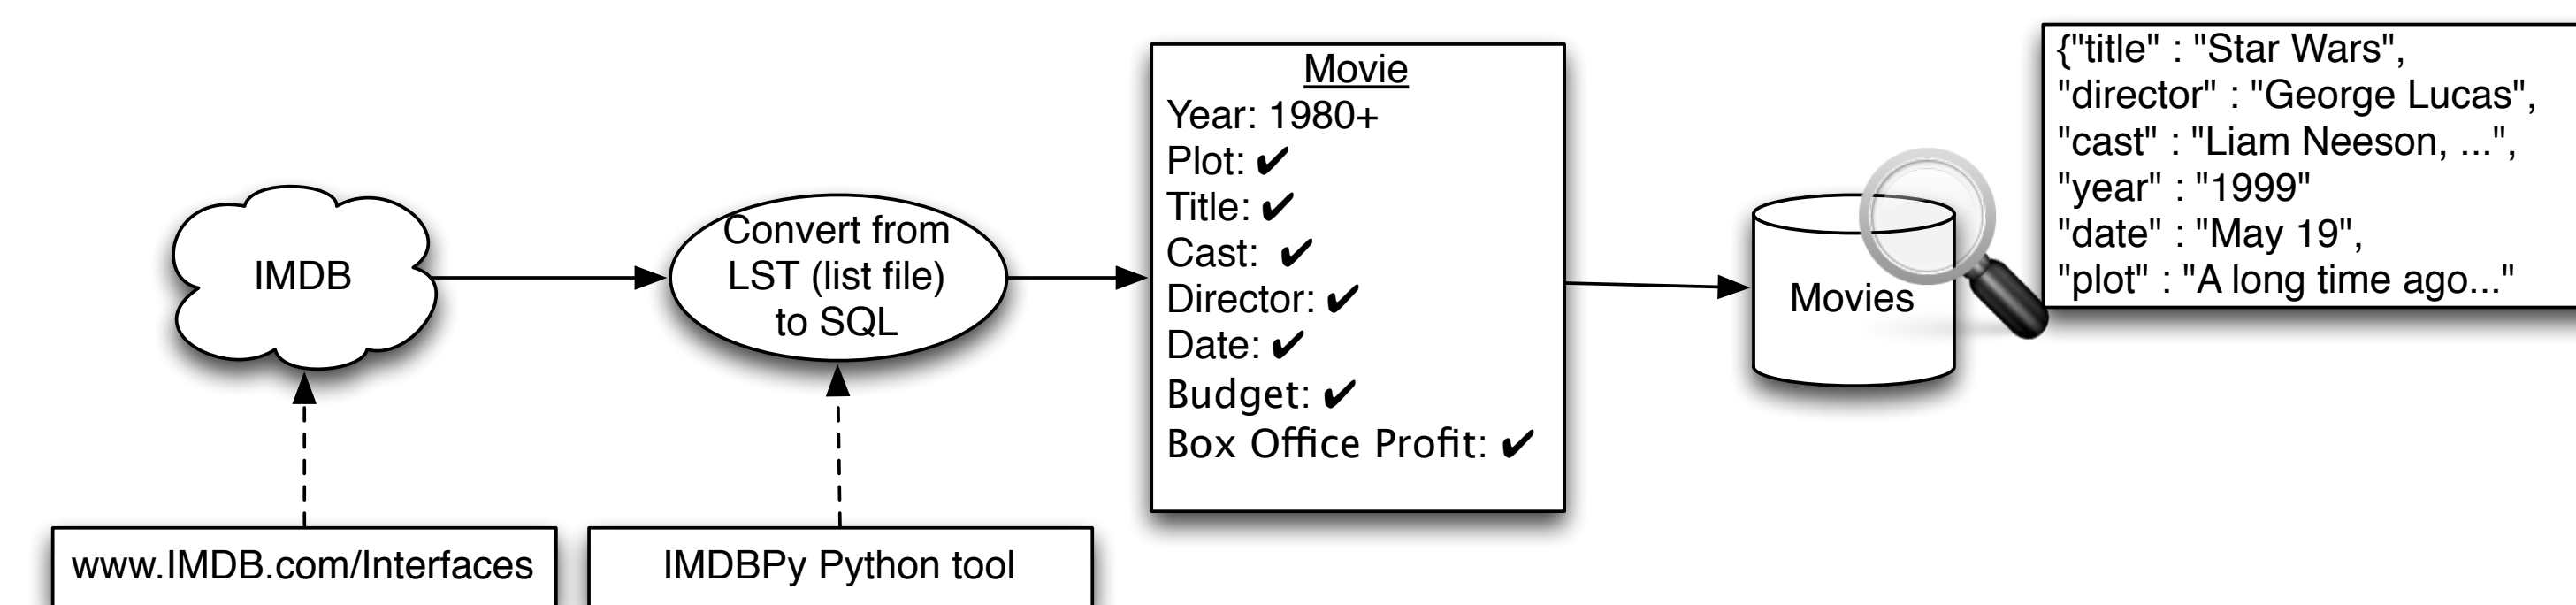 IMDB
www.IMDB.com/Interfaces
Convert from
LST (list file)
to SQL
IMDBPy Python tool
Movie
Year: 1980+
Plot: ✔
Title: ✔
Cast: ✔
Director: ✔
Date: ✔
Budget: ✔
Box Office Profit: ✔
Movies
{"title" : "Star Wars",
"director" : "George Lucas",
"cast" : "Liam Neeson, ...",
"year" : "1999"
"date" : "May 19",
"plot" : "A long time ago..."